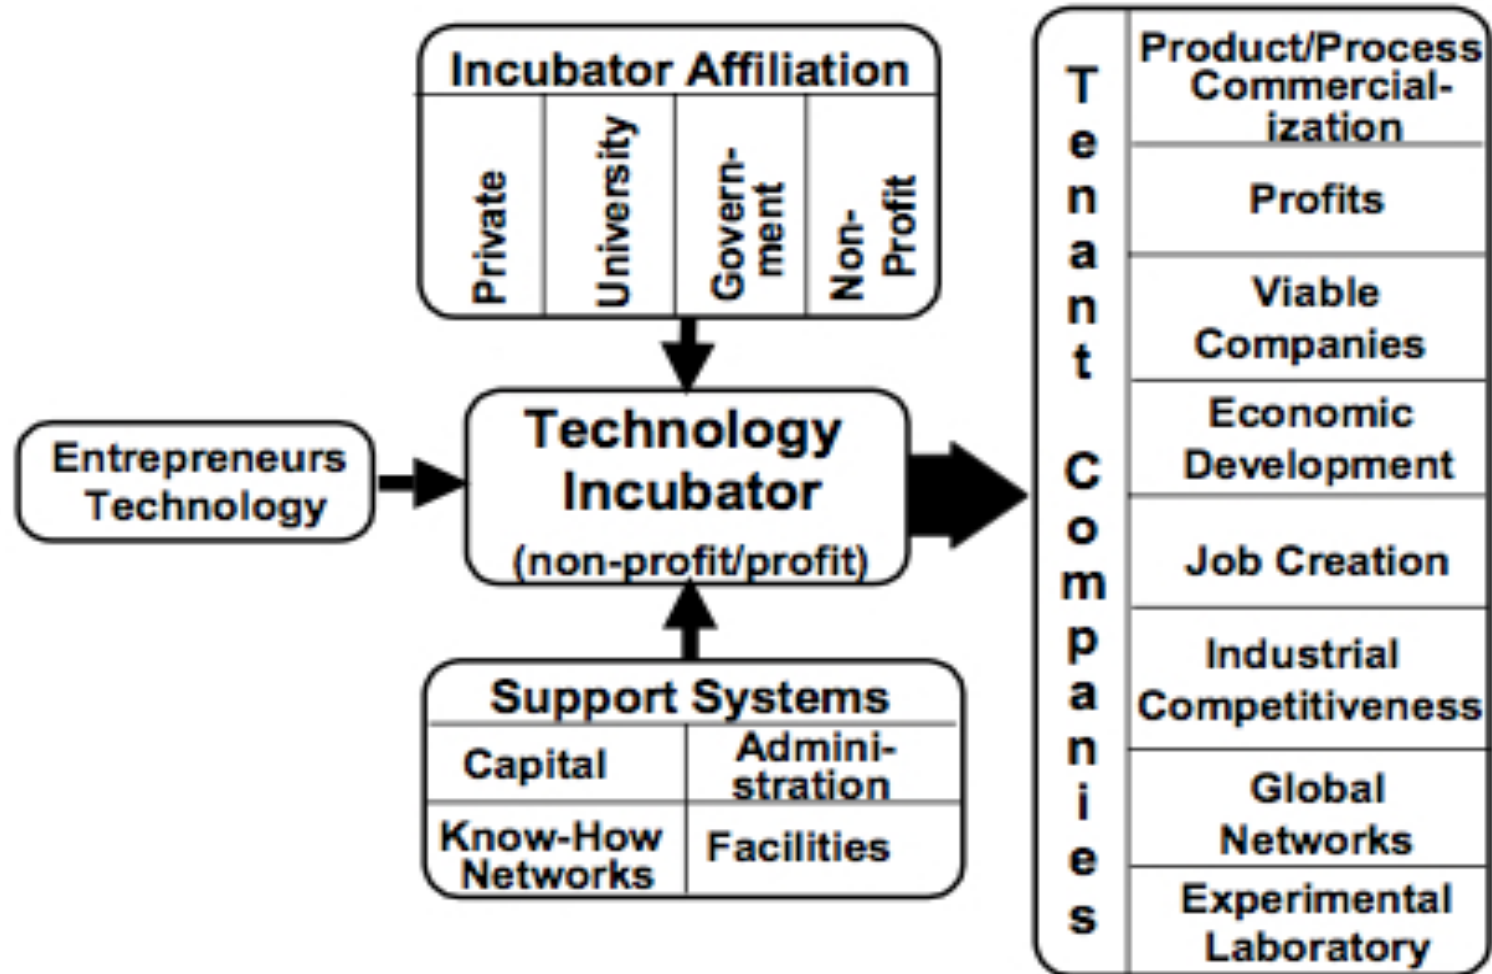 Incubator Affiliation
Private
University
Govern-
ment
Non-
Profit
Entrepreneurs
Technology
Technology
Incubator
(non-profit/profit)
Support Systems
Capital
Admini-
stration
Know-How
Networks
Facilities
Tenant Companies
Product/Process
Commercial-
ization
Profits
Viable
Companies
Economic
Development
Job Creation
Industrial
Competitiveness
Global
Networks
Experimental
Laboratory